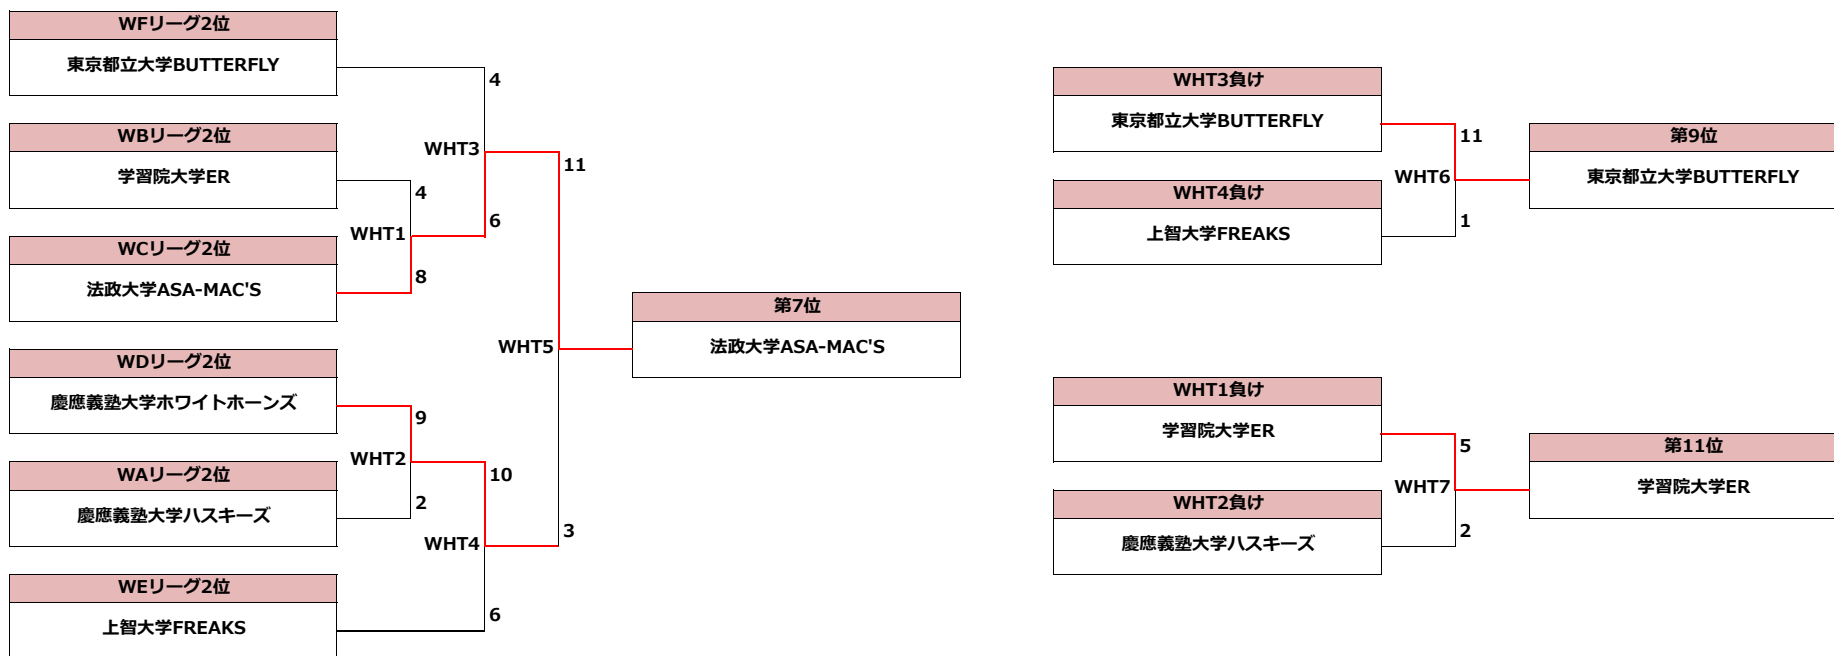 WFリーグ2位
東京都立大学BUTTERFLY
4
WBリーグ2位
WHT3
11
学習院大学ER
4
WHT1
6
WCリーグ2位
8
法政大学ASA-MAC'S
第7位
WHT5
法政大学ASA-MAC'S
WDリーグ2位
慶應義塾大学ホワイトホーンズ
9
WHT2
10
WAリーグ2位
2
慶應義塾大学ハスキーズ
WHT4
3
WEリーグ2位
6
上智大学FREAKS
WHT3負け
東京都立大学BUTTERFLY
11
第9位
WHT6
東京都立大学BUTTERFLY
WHT4負け
1
上智大学FREAKS
WHT1負け
学習院大学ER
5
第11位
WHT7
学習院大学ER
WHT2負け
2
慶應義塾大学ハスキーズ